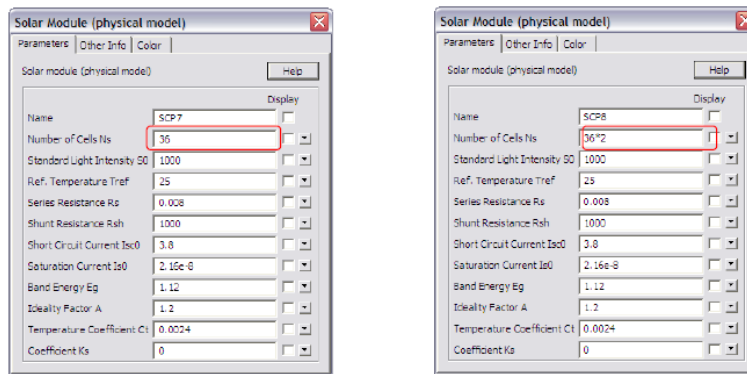 Solar Module (physical model)
Parameters Other Info Color
Solar module (physical model) Help
Display
Name SCP7
Number of Cells Ns 36
Standard Light Intensity S0 1000
Ref. Temperature Tref 25
Series Resistance Rs 0.008
Shunt Resistance Rsh 1000
Short Circuit Current Isc0 3.8
Saturation Current Is0 2.16e-8
Band Energy Eg 1.12
Ideality Factor A 1.2
Temperature Coefficient Ct 0.0024
Coefficient Ks 0
Solar Module (physical model)
Parameters Other Info Color
Solar module (physical model) Help
Display
Name SCP8
Number of Cells Ns 36*2
Standard Light Intensity S0 1000
Ref. Temperature Tref 25
Series Resistance Rs 0.008
Shunt Resistance Rsh 1000
Short Circuit Current Isc0 3.8
Saturation Current Is0 2.16e-8
Band Energy Eg 1.12
Ideality Factor A 1.2
Temperature Coefficient Ct 0.0024
Coefficient Ks 0